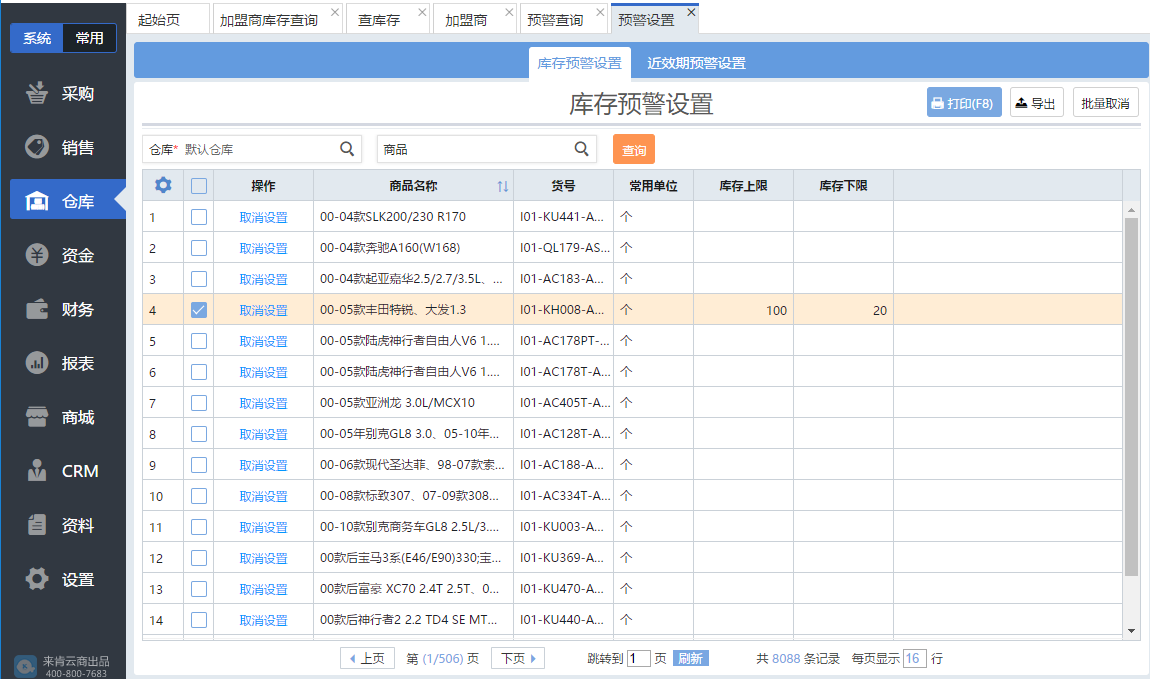 系统 常用
采购
销售
仓库
资金
财务
报表
商城
CRM
资料
设置
来肯云商出品
400-800-7683
起始页 加盟商库存查询 查库存 加盟商 预警查询 预警设置
库存预警设置 近效期预警设置
库存预警设置
打印(F8) 导出 批量取消
仓库* 默认仓库 商品 查询
操作 商品名称 货号 常用单位 库存上限 库存下限
1 取消设置 00-04款SLK200/230 R170 I01-KU441-A... 个
2 取消设置 00-04款奔驰A160(W168) I01-QL179-AS... 个
3 取消设置 00-04款起亚嘉华2.5/2.7/3.5L、... I01-AC183-A... 个
4 取消设置 00-05款丰田特锐、大发1.3 I01-KH008-A... 个 100 20
5 取消设置 00-05款陆虎神行者自由人V6 1.... I01-AC178PT-... 个
6 取消设置 00-05款陆虎神行者自由人V6 1.... I01-AC178T-A... 个
7 取消设置 00-05款亚洲龙 3.0L/MCX10 I01-AC405T-A... 个
8 取消设置 00-05年别克GL8 3.0、05-10年... I01-AC128T-A... 个
9 取消设置 00-06款现代圣达菲、98-07款索... I01-AC188-A... 个
10 取消设置 00-08款标致307、07-09款308... I01-AC334T-A... 个
11 取消设置 00-10款别克商务车GL8 2.5L/3.... I01-KU003-A... 个
12 取消设置 00款后宝马3系(E46/E90)330;宝... I01-KU369-A... 个
13 取消设置 00款后富豪 XC70 2.4T 2.5T、0... I01-KU470-A... 个
14 取消设置 00款后神行者2 2.2 TD4 SE MT... I01-KU440-A... 个
上页 第 (1/506) 页 下页 跳转到 1 页 刷新 共 8088 条记录 每页显示 16 行